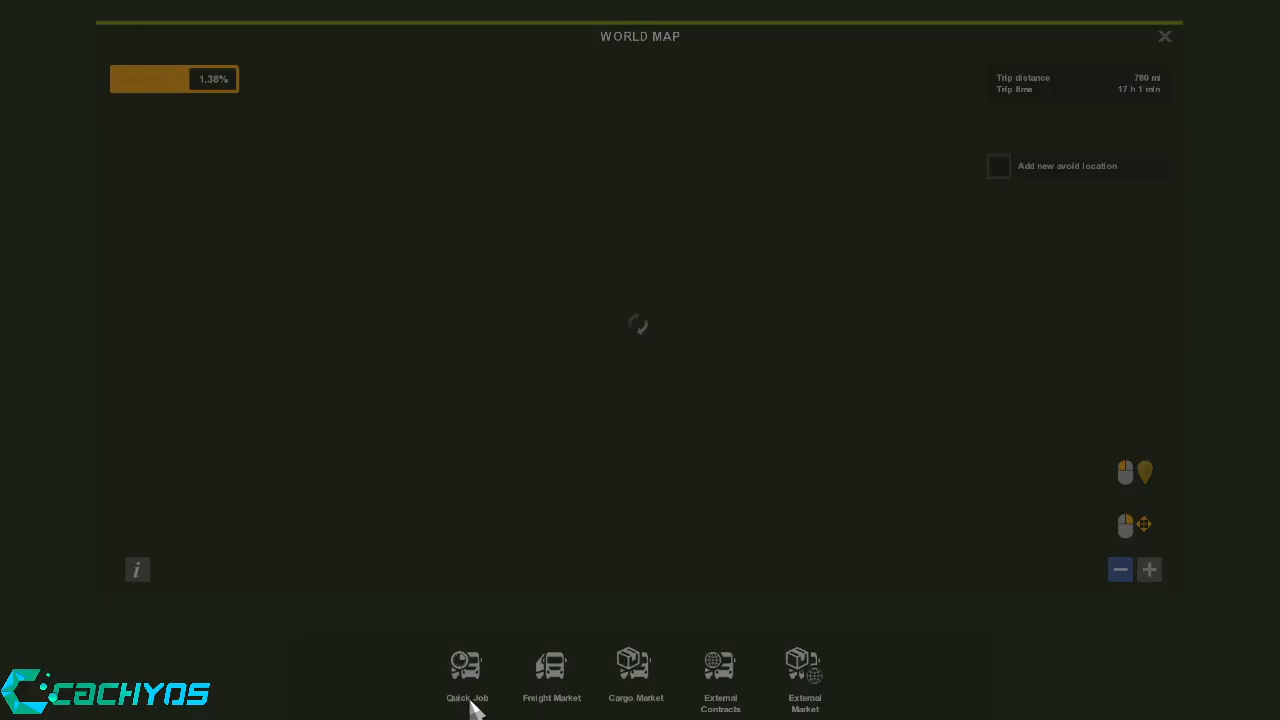 WORLD MAP
1.38%
Trip distance 780 mi
Trip time 17 h 1 min
Add new avoid location
i
Quick Job
Freight Market
Cargo Market
External
Contracts
External
Market
CACHYOS